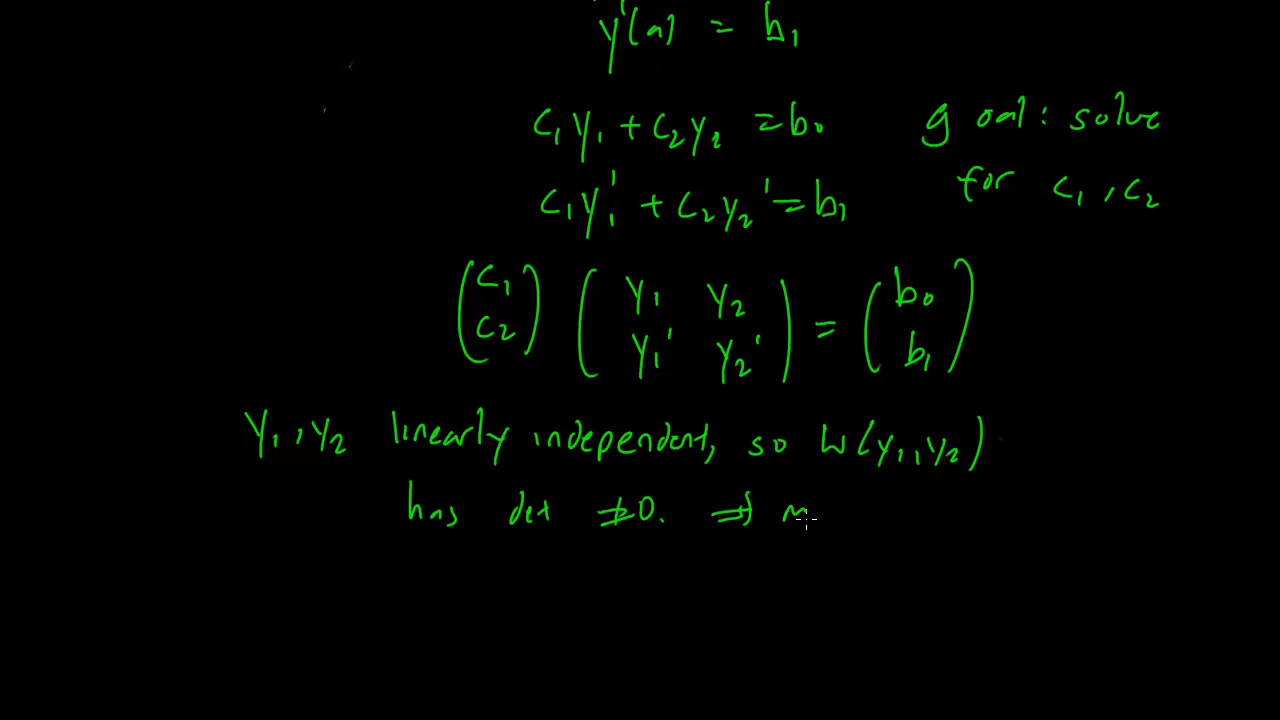 y'(a) = b₁
c₁y₁ + c₂y₂ = b₀ goal: solve
c₁y₁' + c₂y₂' = b₁ for c₁, c₂
(c₁ c₂) (y₁ y₂ y₁' y₂') = (b₀ b₁)
y₁, y₂ linearly independent, so W(y₁, y₂)
has det ≠ 0. ⇒ m